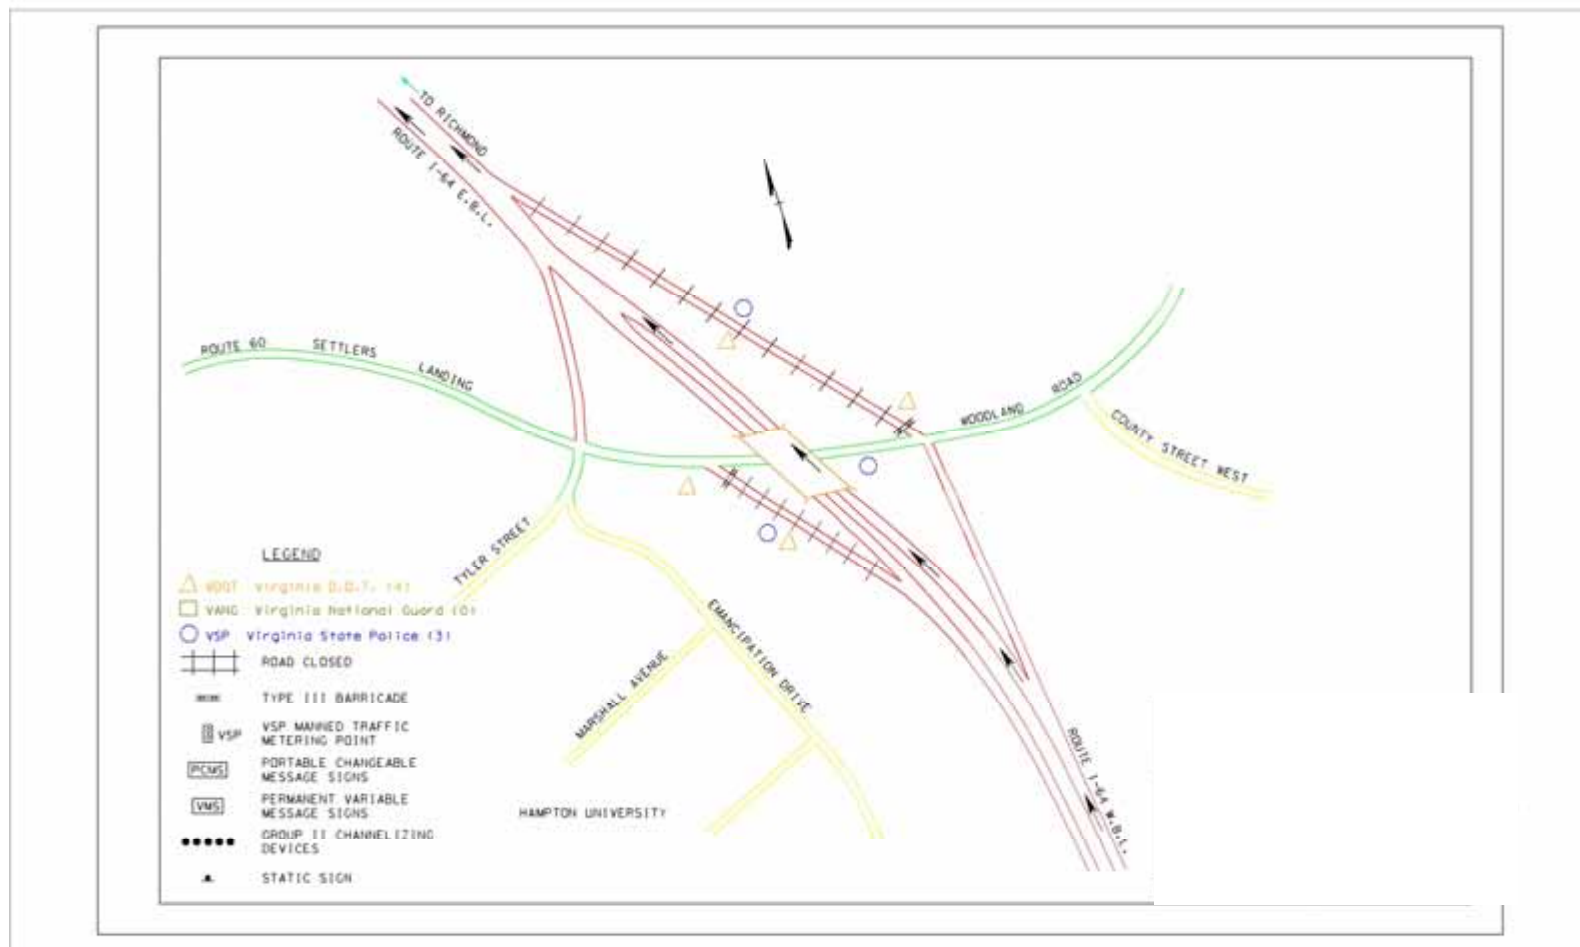 TO RICHMOND
ROUTE I-64 E.B.L.
ROUTE 60 SETTLERS LANDING
WOODLAND ROAD
COUNTY STREET WEST
TYLER STREET
EMANCIPATION DRIVE
MARSHALL AVENUE
HAMPTON UNIVERSITY
ROUTE I-64 W.B.L.
LEGEND
VDOT Virginia D.O.T. (4)
VANG Virginia National Guard (0)
VSP Virginia State Police (3)
ROAD CLOSED
TYPE III BARRICADE
VSP VSP MANNED TRAFFIC
METERING POINT
PCMS PORTABLE CHANGEABLE
MESSAGE SIGNS
VMS PERMANENT VARIABLE
MESSAGE SIGNS
GROUP II CHANNELIZING
DEVICES
STATIC SIGN